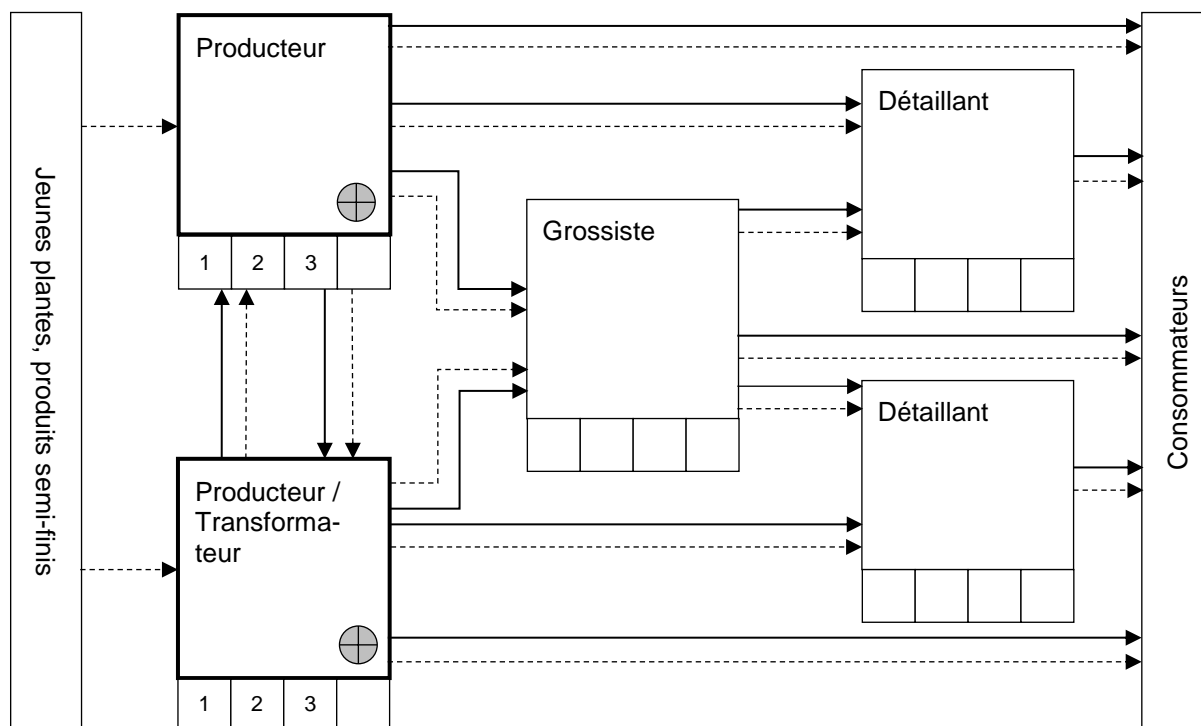 Jeunes plantes, produits semi-finis
Producteur
1 2 3
Producteur /
Transforma-
teur
1 2 3
Grossiste
Détaillant
Détaillant
Consommateurs